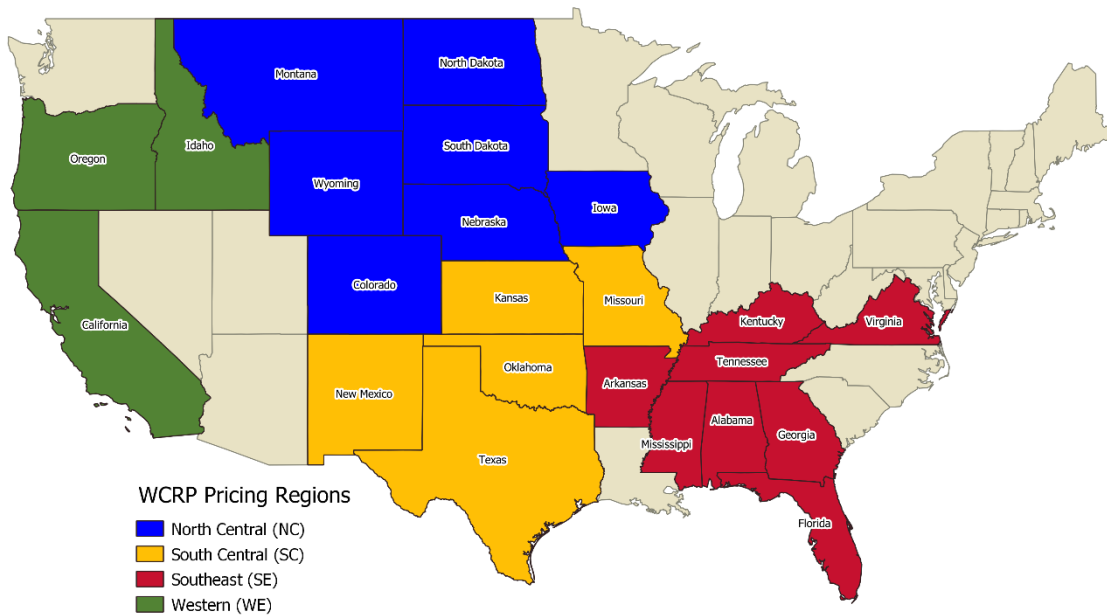 Montana
North Dakota
Oregon
Idaho
South Dakota
Wyoming
Nebraska
Iowa
Colorado
Kansas
Missouri
California
Kentucky
Virginia
Tennessee
Oklahoma
Arkansas
New Mexico
Alabama
Georgia
Mississippi
Texas
Florida
WCRP Pricing Regions
North Central (NC)
South Central (SC)
Southeast (SE)
Western (WE)